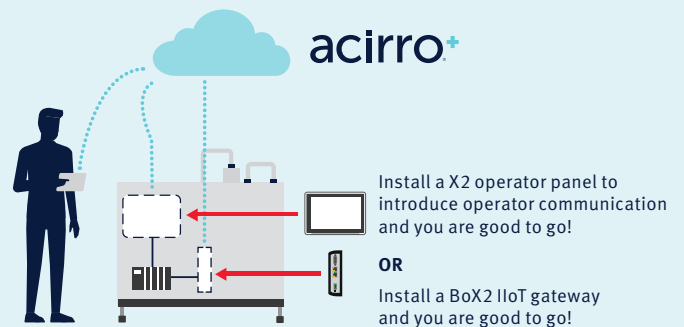 acirro+
Install a X2 operator panel to
introduce operator communication
and you are good to go!
OR
Install a BoX2 IIoT gateway
and you are good to go!